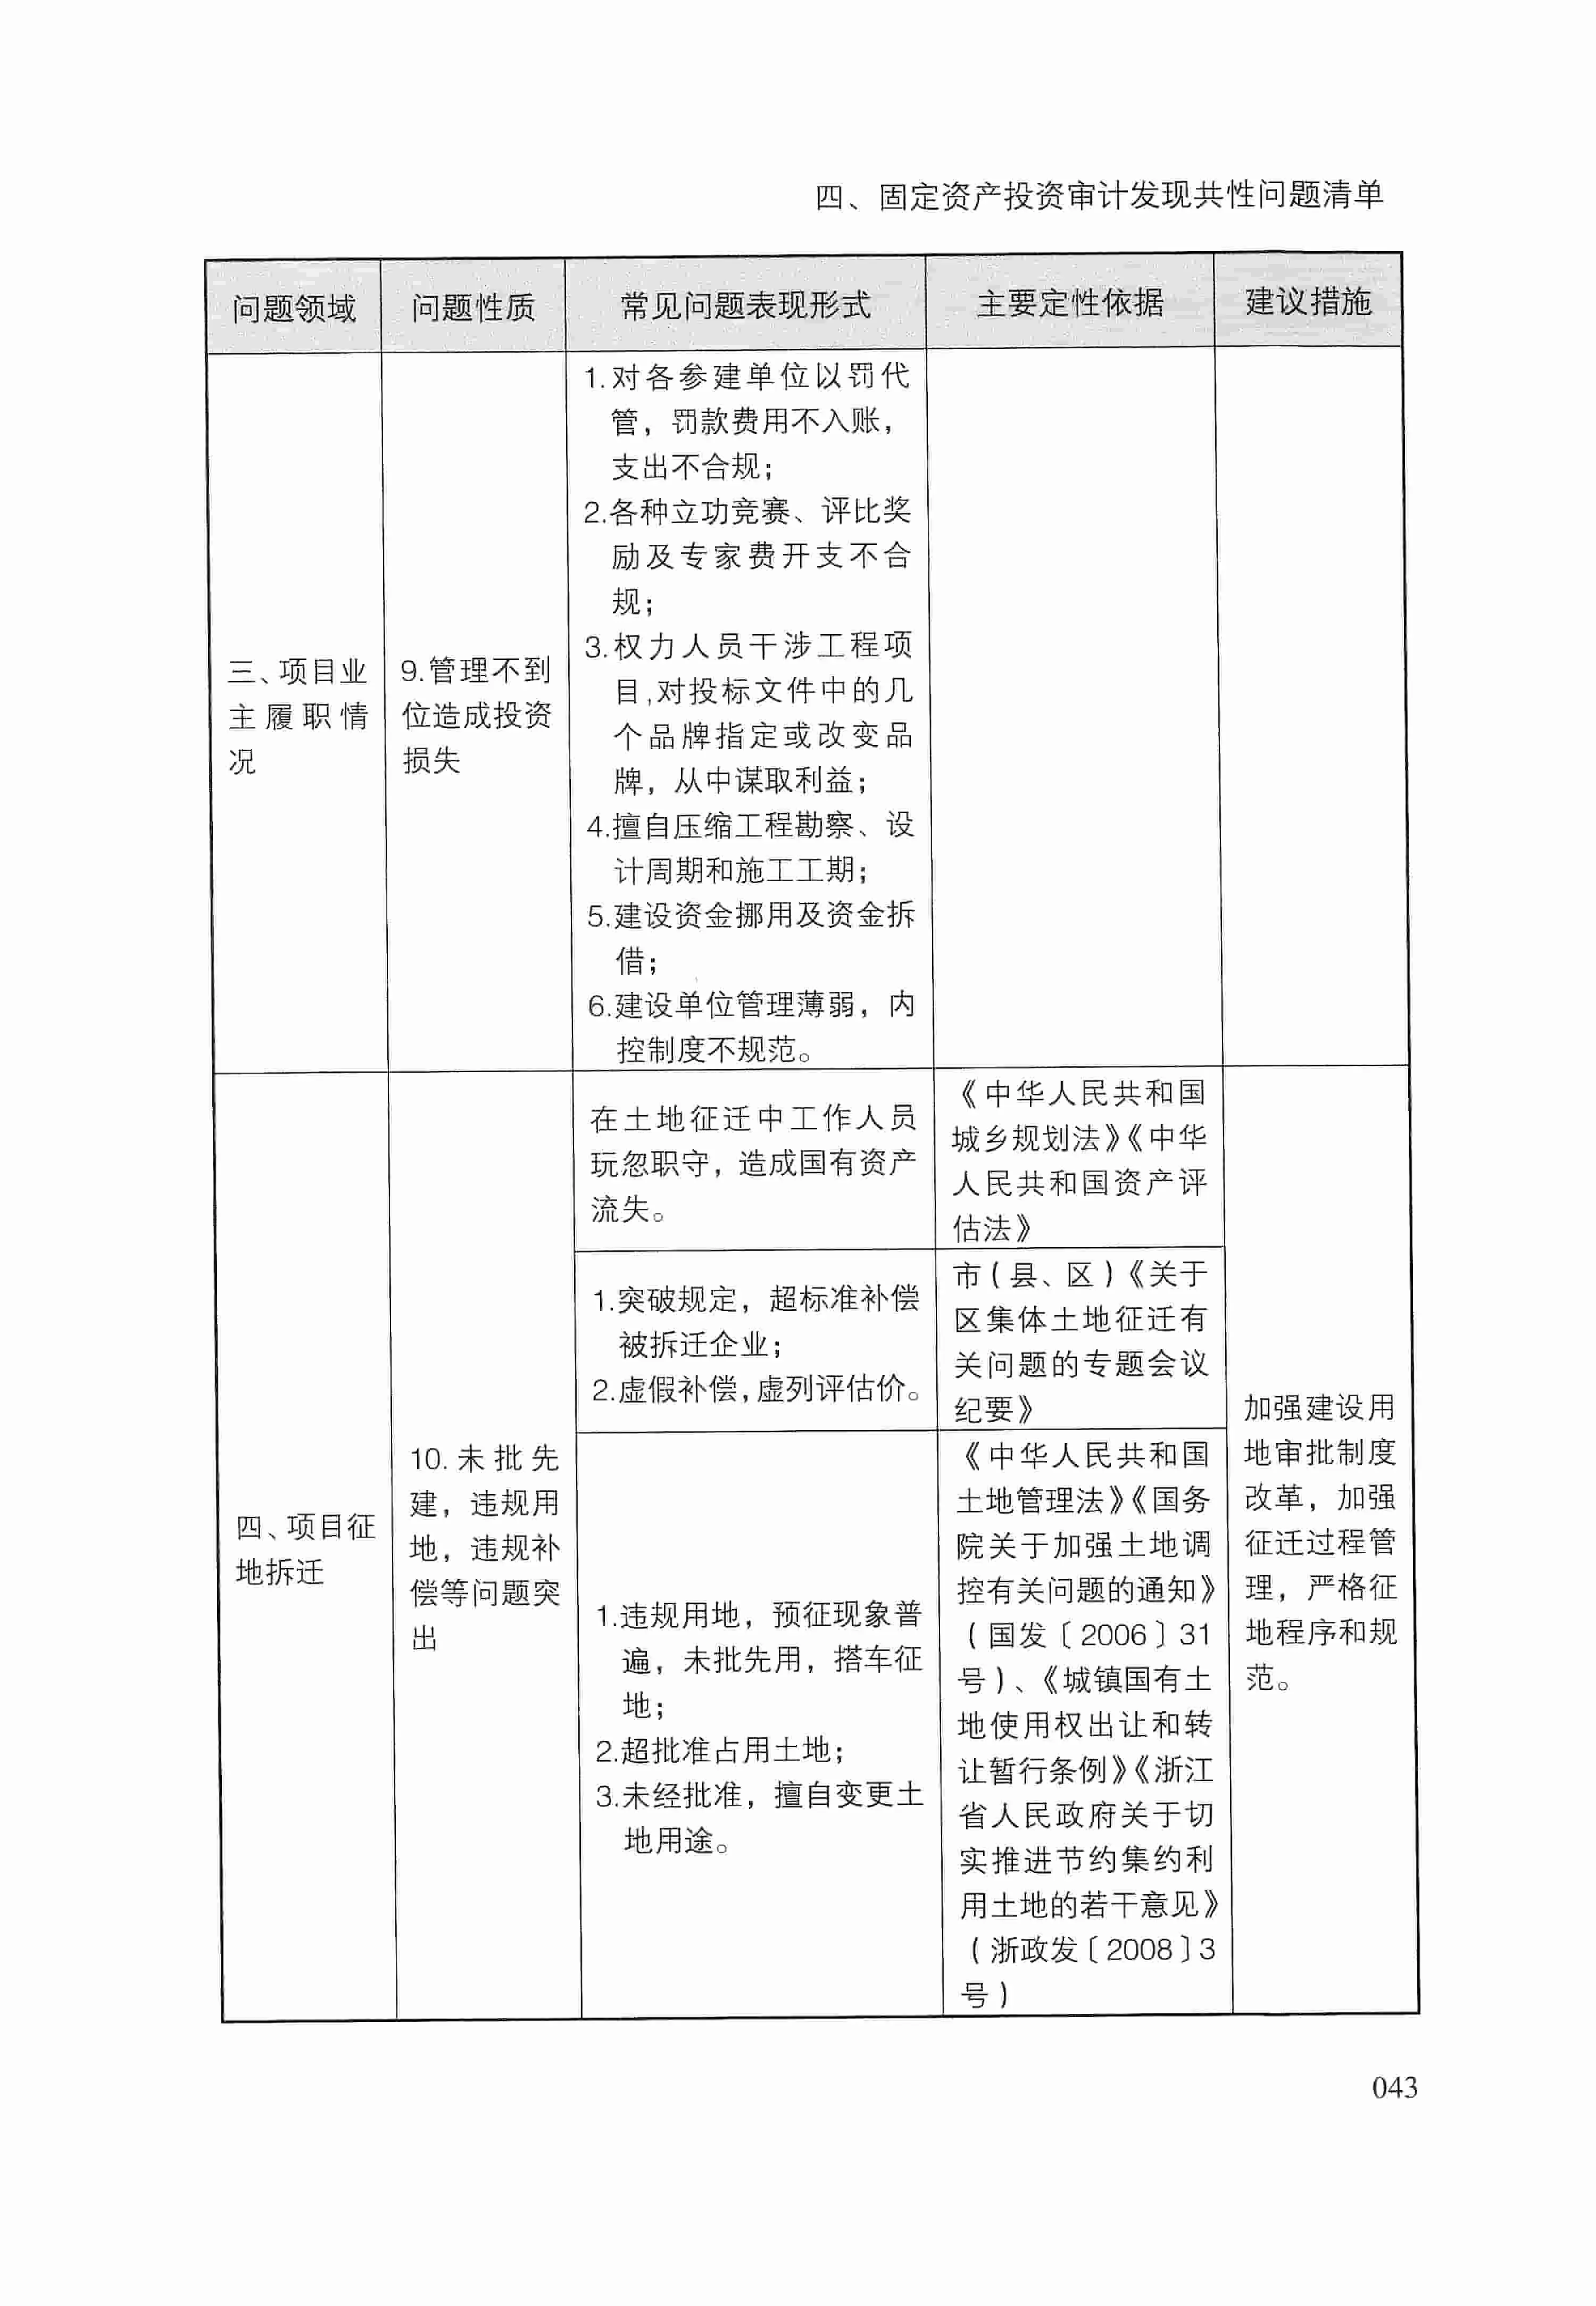 四、固定资产投资审计发现共性问题清单
问题领域
问题性质
常见问题表现形式
主要定性依据
建议措施
三、项目业
主履职情
况
9.管理不到
位造成投资
损失
1.对各参建单位以罚代
管，罚款费用不入账，
支出不合规；
2.各种立功竞赛、评比奖
励及专家费开支不合
规；
3.权力人员干涉工程项
目,对投标文件中的几
个品牌指定或改变品
牌，从中谋取利益；
4.擅自压缩工程勘察、设
计周期和施工工期；
5.建设资金挪用及资金拆
借；
6.建设单位管理薄弱，内
控制度不规范。
四、项目征
地拆迁
10.未批先
建，违规用
地，违规补
偿等问题突
出
在土地征迁中工作人员
玩忽职守，造成国有资产
流失。
《中华人民共和国
城乡规划法》《中华
人民共和国资产评
估法》
1.突破规定，超标准补偿
被拆迁企业；
2.虚假补偿,虚列评估价。
市(县、区)《关于
区集体土地征迁有
关问题的专题会议
纪要》
1.违规用地，预征现象普
遍，未批先用，搭车征
地；
2.超批准占用土地；
3.未经批准，擅自变更土
地用途。
《中华人民共和国
土地管理法》《国务
院关于加强土地调
控有关问题的通知》
(国发〔2006〕31
号)、《城镇国有土
地使用权出让和转
让暂行条例》《浙江
省人民政府关于切
实推进节约集约利
用土地的若干意见》
(浙政发〔2008〕3
号)
加强建设用
地审批制度
改革，加强
征迁过程管
理，严格征
地程序和规
范。
043